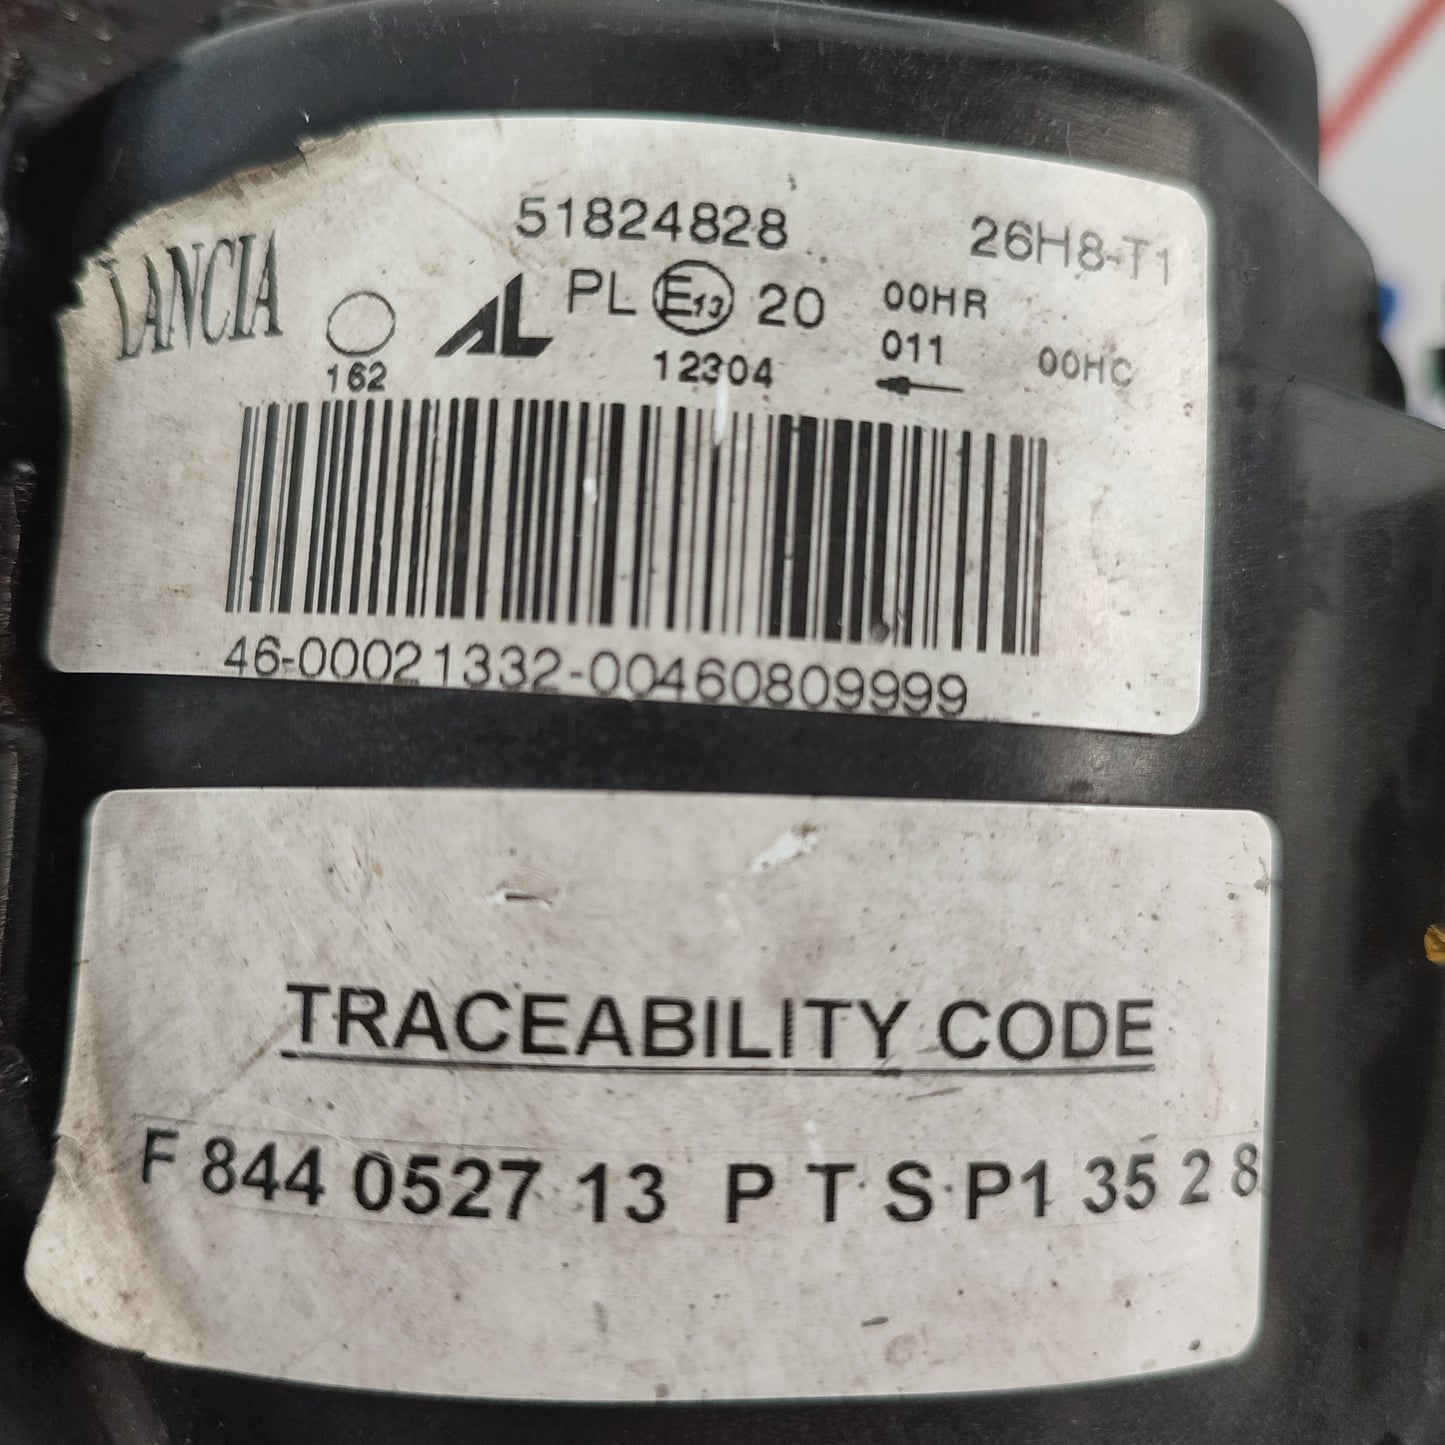 51824828 26H8-T1
LANCIA AL PL E13 20 00HR
162 12304 011 00HC
46-00021332-00460809999
TRACEABILITY CODE
F 844 0527 13 P T S P1 35 2 8